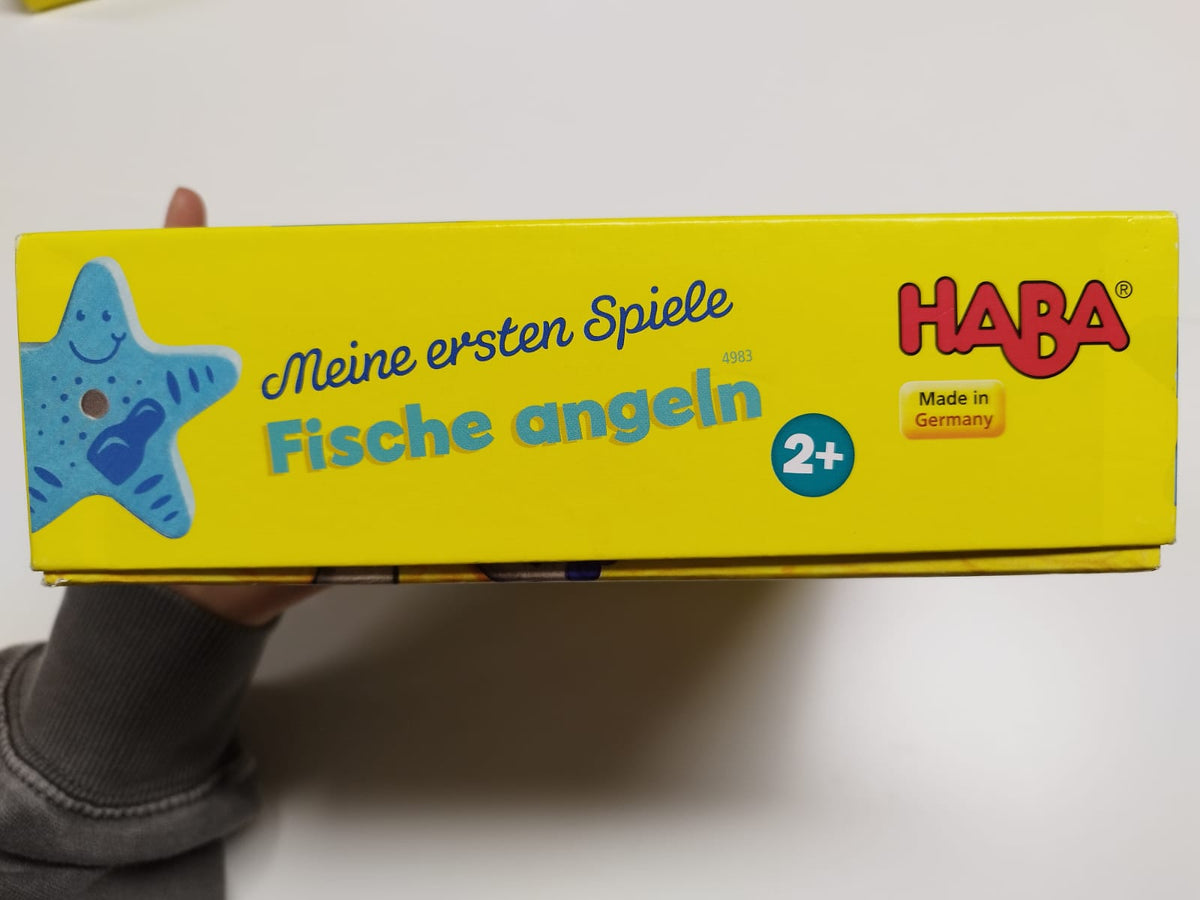 Meine ersten Spiele
4983
Fische angeln
2+
HABA®
Made in
Germany